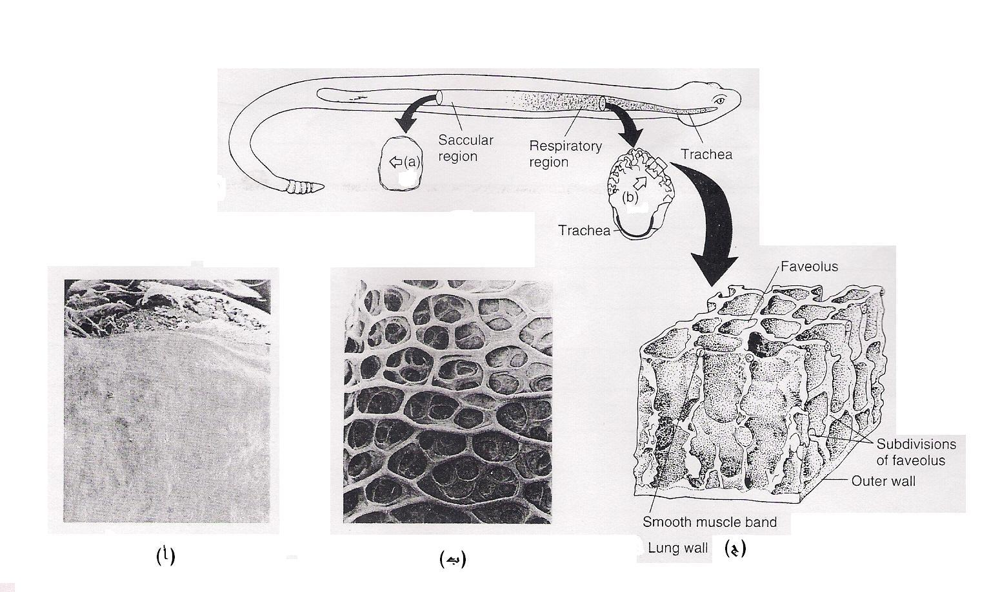 Saccular
region
(a)
Respiratory
region
Trachea
(b)
Trachea
Faveolus
Subdivisions
of faveolus
Outer wall
Smooth muscle band
Lung wall (ج)
(أ)
(ب)